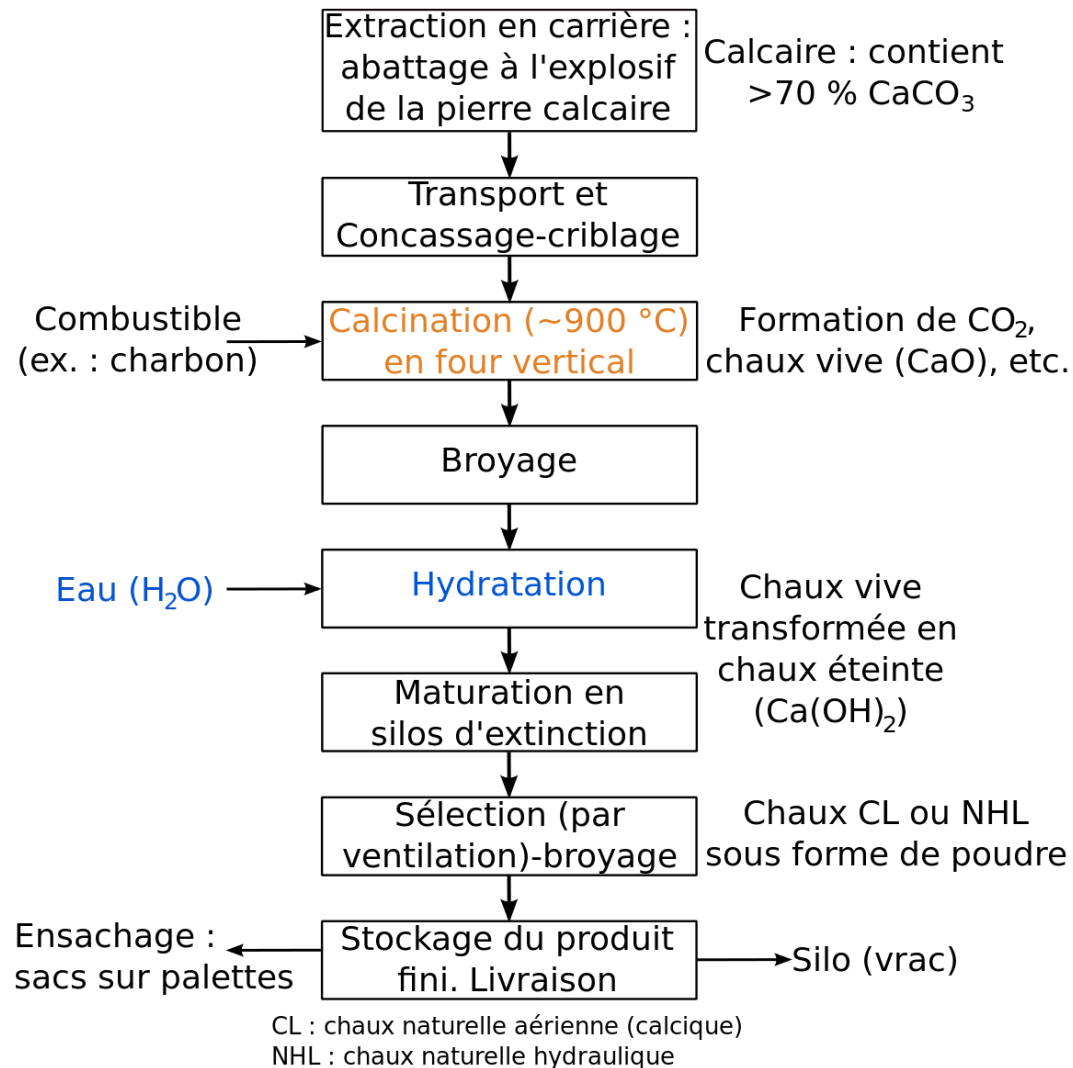 Extraction en carrière :
abattage à l'explosif
de la pierre calcaire
Calcaire : contient
>70 % CaCO₃
Transport et
Concassage-criblage
Combustible
(ex. : charbon)
Calcination (~900 °C)
en four vertical
Formation de CO₂,
chaux vive (CaO), etc.
Broyage
Eau (H₂O)
Hydratation
Chaux vive
transformée en
chaux éteinte
(Ca(OH)₂)
Maturation en
silos d'extinction
Sélection (par
ventilation)-broyage
Chaux CL ou NHL
sous forme de poudre
Ensachage :
sacs sur palettes
Stockage du produit
fini. Livraison
Silo (vrac)
CL : chaux naturelle aérienne (calcique)
NHL : chaux naturelle hydraulique